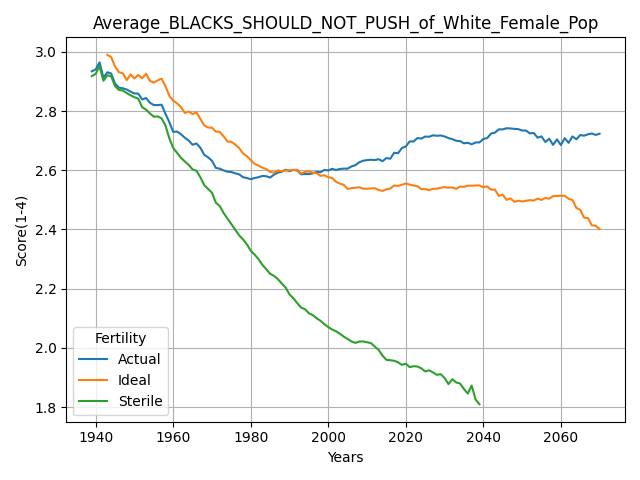 Average_BLACKS_SHOULD_NOT_PUSH_of_White_Female_Pop
Score(1-4)
3.0
2.8
2.6
2.4
2.2
2.0
1.8
Fertility
Actual
Ideal
Sterile
1940 1960 1980 2000 2020 2040 2060
Years